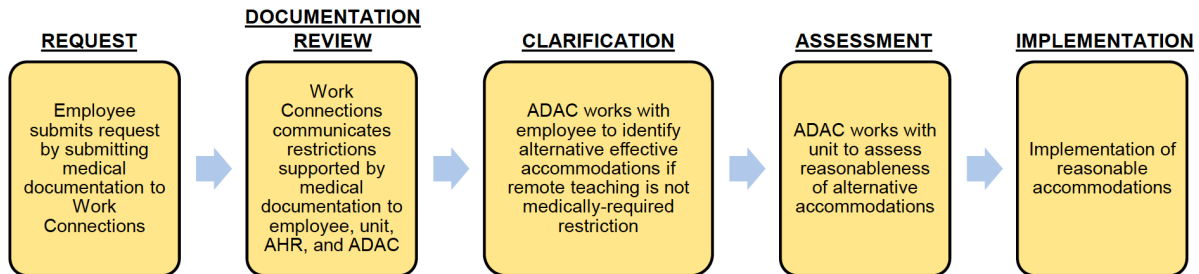 REQUEST
Employee
submits request
by submitting
medical
documentation to
Work
Connections
DOCUMENTATION
REVIEW
Work
Connections
communicates
restrictions
supported by
medical
documentation to
employee, unit,
AHR, and ADAC
CLARIFICATION
ADAC works with
employee to identify
alternative effective
accommodations if
remote teaching is not
medically-required
restriction
ASSESSMENT
ADAC works with
unit to assess
reasonableness
of alternative
accommodations
IMPLEMENTATION
Implementation of
reasonable
accommodations